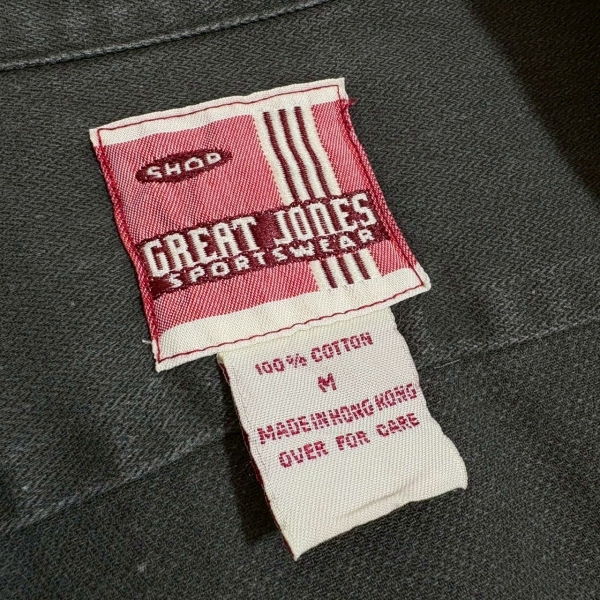 SHOP
GREAT JONES
SPORTSWEAR
100% COTTON
M
MADE IN HONG KONG
OVER FOR CARE